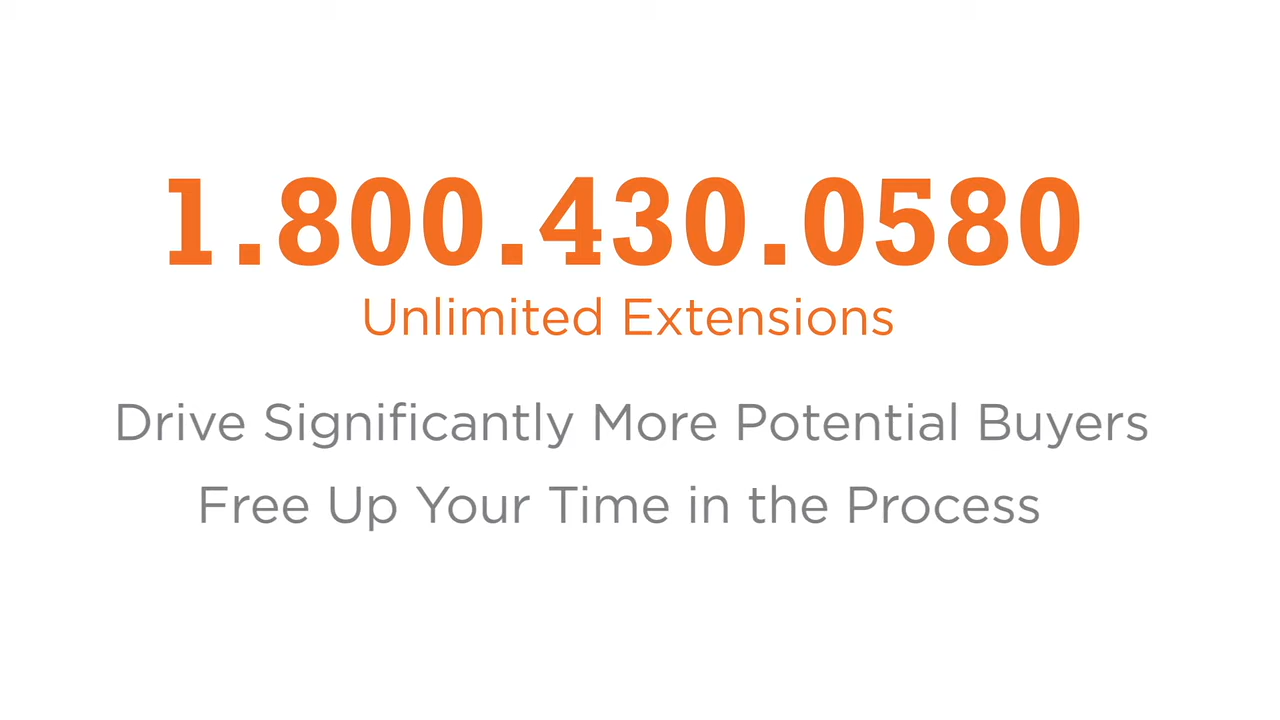 1.800.430.0580
Unlimited Extensions
Drive Significantly More Potential Buyers
Free Up Your Time in the Process